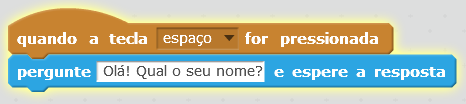 quando a tecla espaço for pressionada
pergunte Olá! Qual o seu nome? e espere a resposta